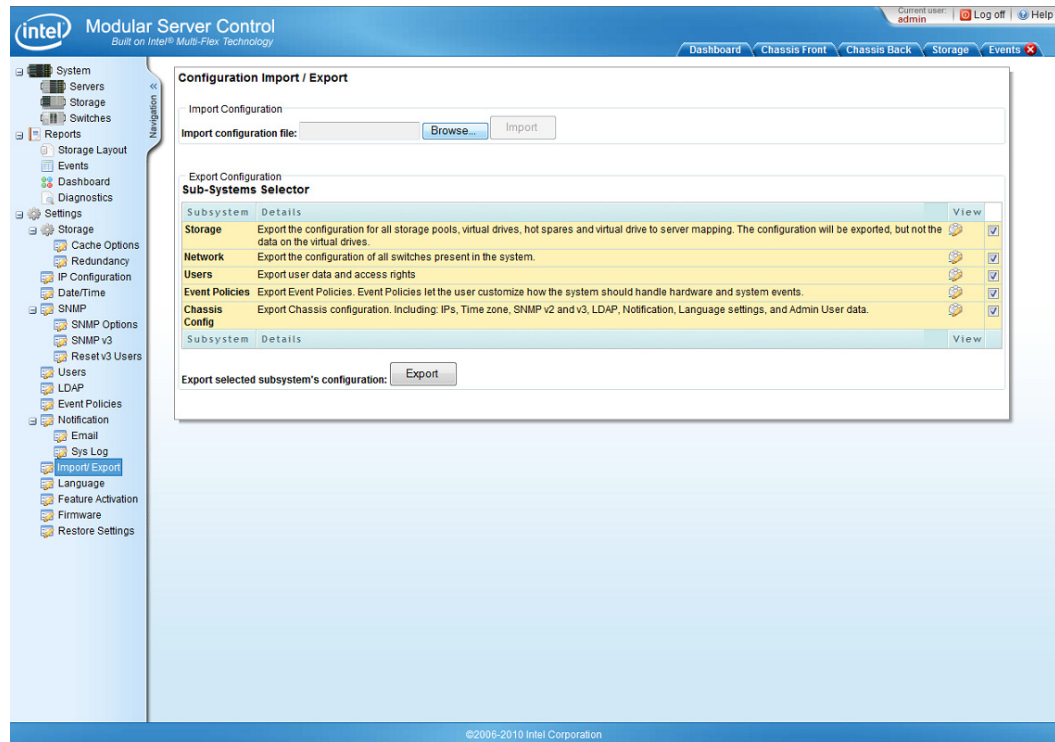 intel
Modular Server Control
Built on Intel® Multi-Flex Technology
Current user:
admin
Log off
Help
Dashboard
Chassis Front
Chassis Back
Storage
Events
System
Servers
Storage
Switches
Reports
Storage Layout
Events
Dashboard
Diagnostics
Settings
Storage
Cache Options
Redundancy
IP Configuration
Date/Time
SNMP
SNMP Options
SNMP v3
Reset v3 Users
Users
LDAP
Event Policies
Notification
Email
Sys Log
Import/ Export
Language
Feature Activation
Firmware
Restore Settings
«
Navigation
Configuration Import / Export
Import Configuration
Import configuration file:
Browse...
Import
Export Configuration
Sub-Systems Selector
Subsystem Details View
Storage Export the configuration for all storage pools, virtual drives, hot spares and virtual drive to server mapping. The configuration will be exported, but not the
data on the virtual drives.
Network Export the configuration of all switches present in the system.
Users Export user data and access rights
Event Policies Export Event Policies. Event Policies let the user customize how the system should handle hardware and system events.
Chassis Export Chassis configuration. Including: IPs, Time zone, SNMP v2 and v3, LDAP, Notification, Language settings, and Admin User data.
Config
Subsystem Details View
Export selected subsystem's configuration:
Export
©2006-2010 Intel Corporation